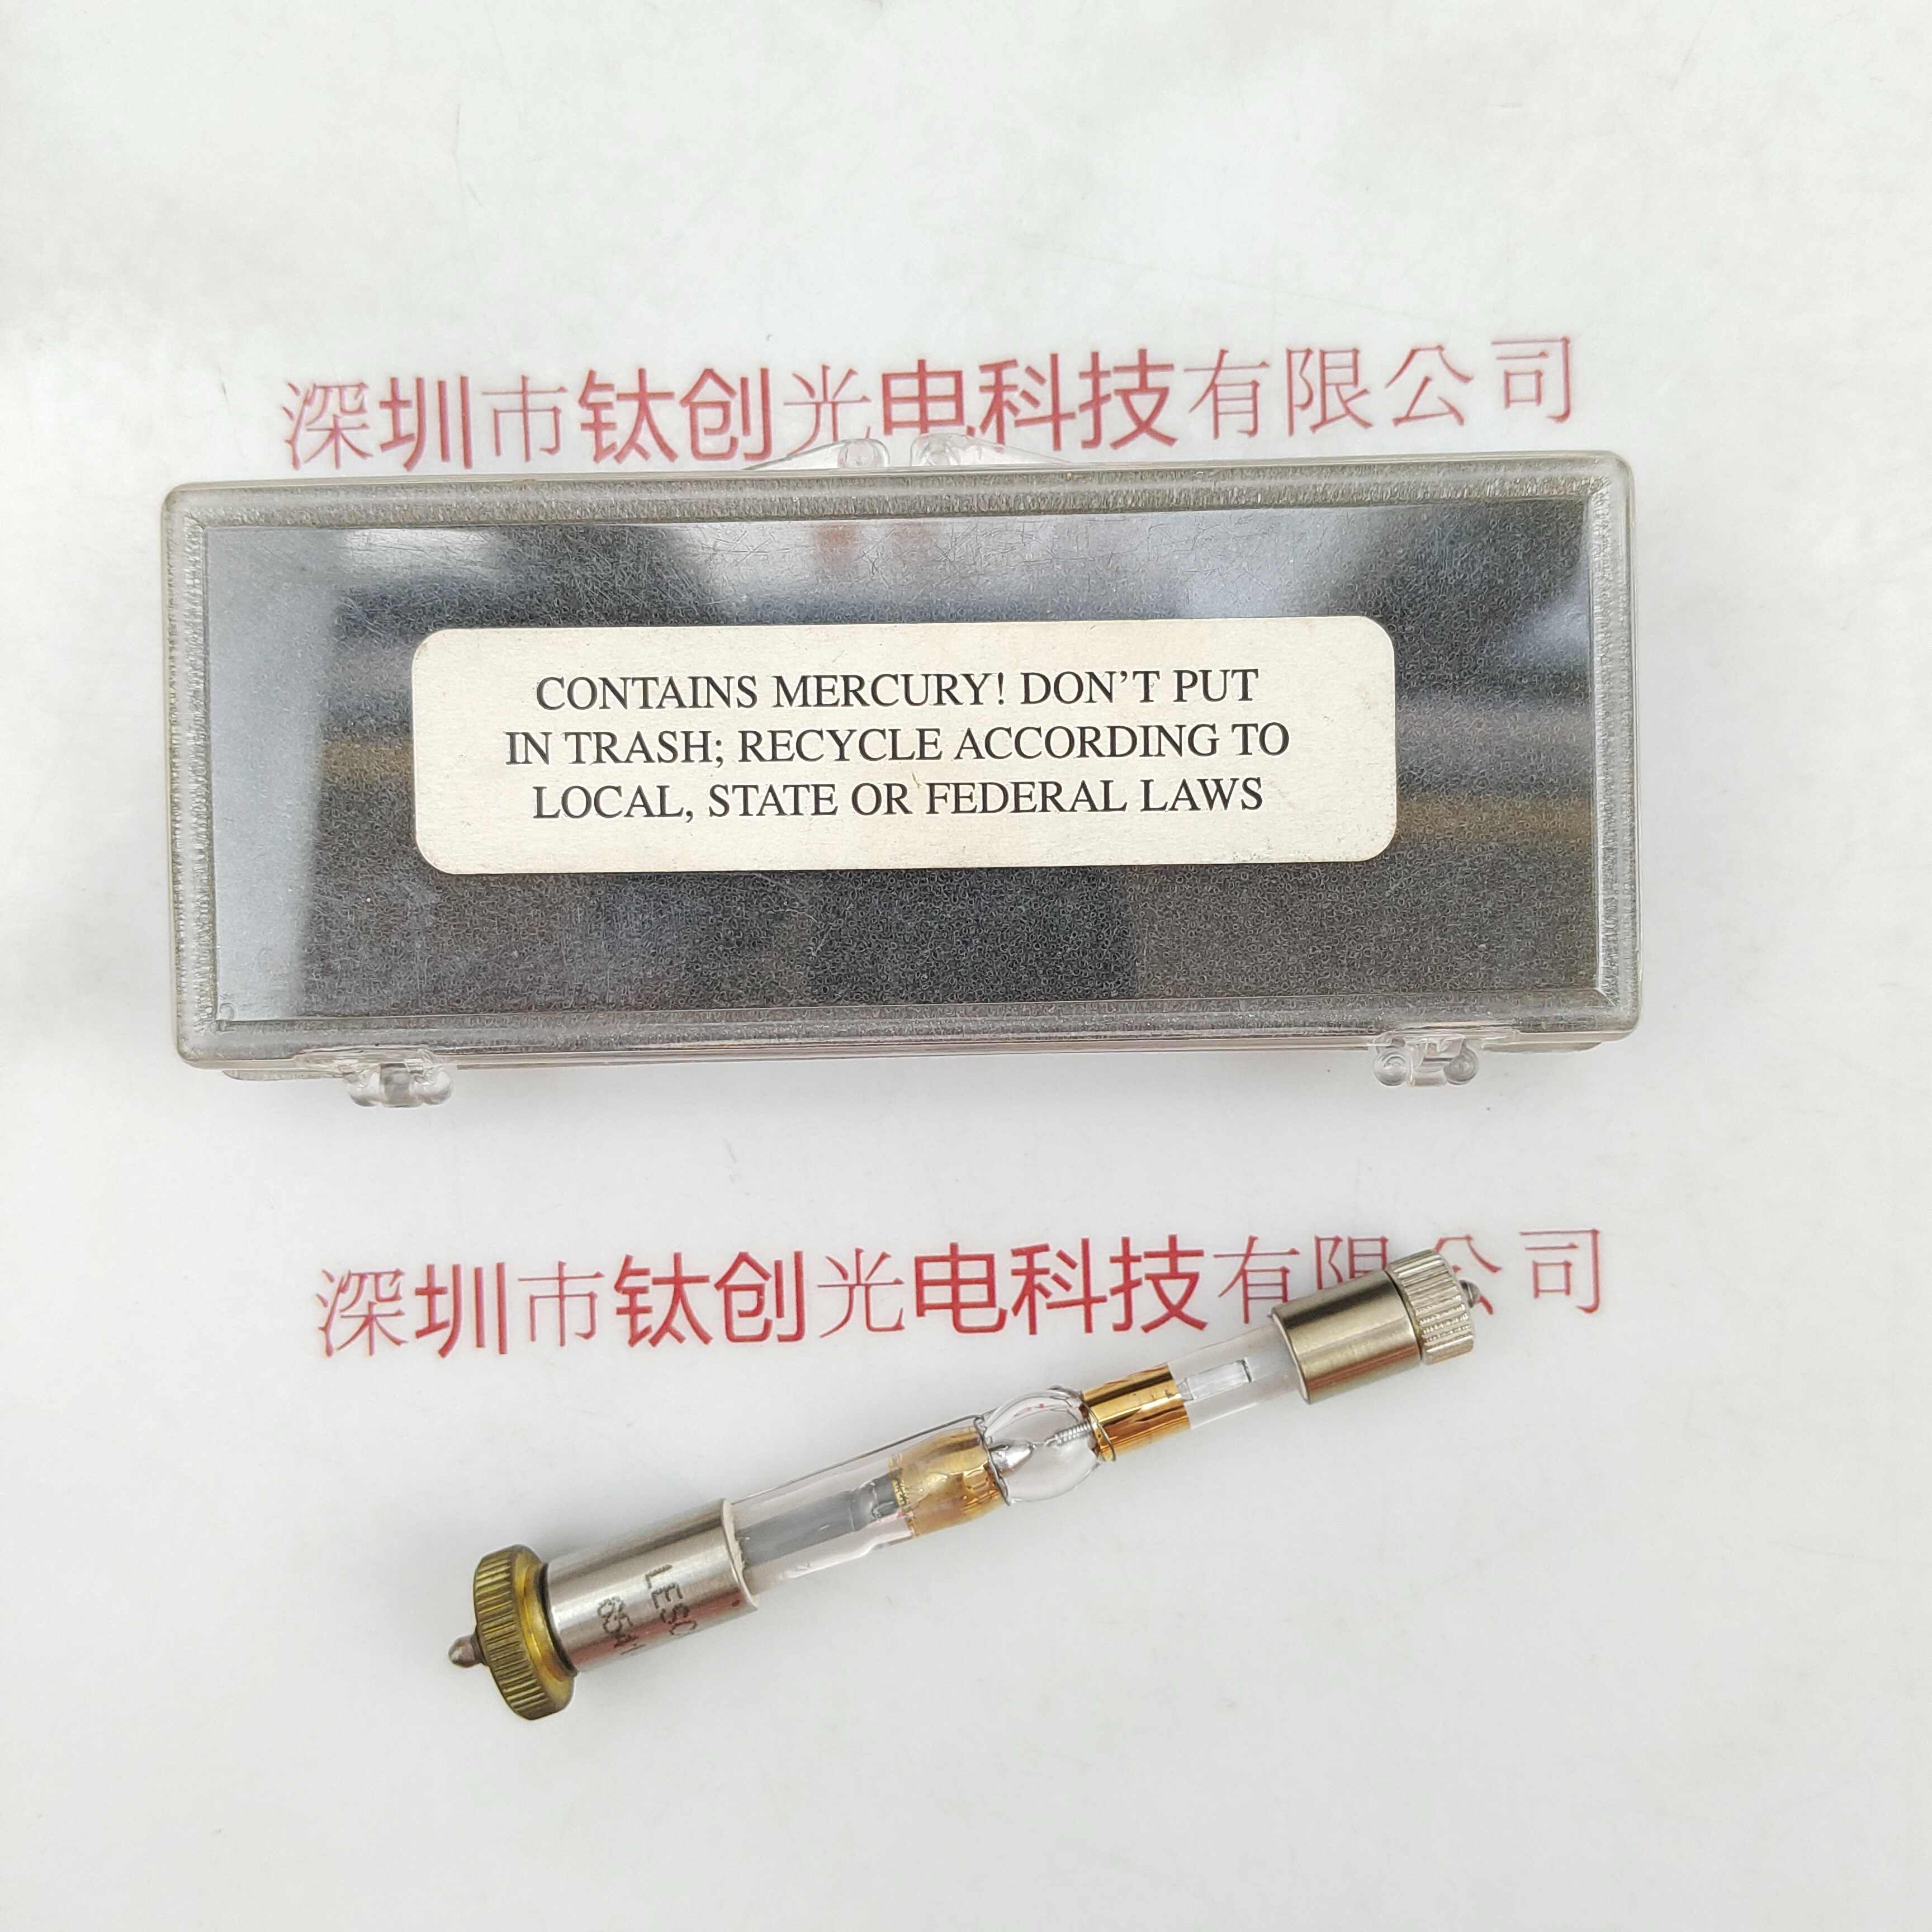 深圳市钛创光电科技有限公司
CONTAINS MERCURY! DON'T PUT
IN TRASH; RECYCLE ACCORDING TO
LOCAL, STATE OR FEDERAL LAWS
深圳市钛创光电科技有限公司